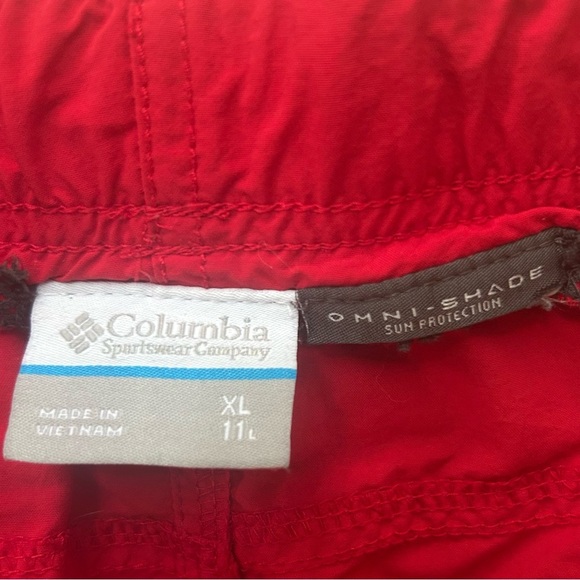 Columbia
Sportswear Company
MADE IN
VIETNAM
XL
11L
OMNI-SHADE
SUN PROTECTION